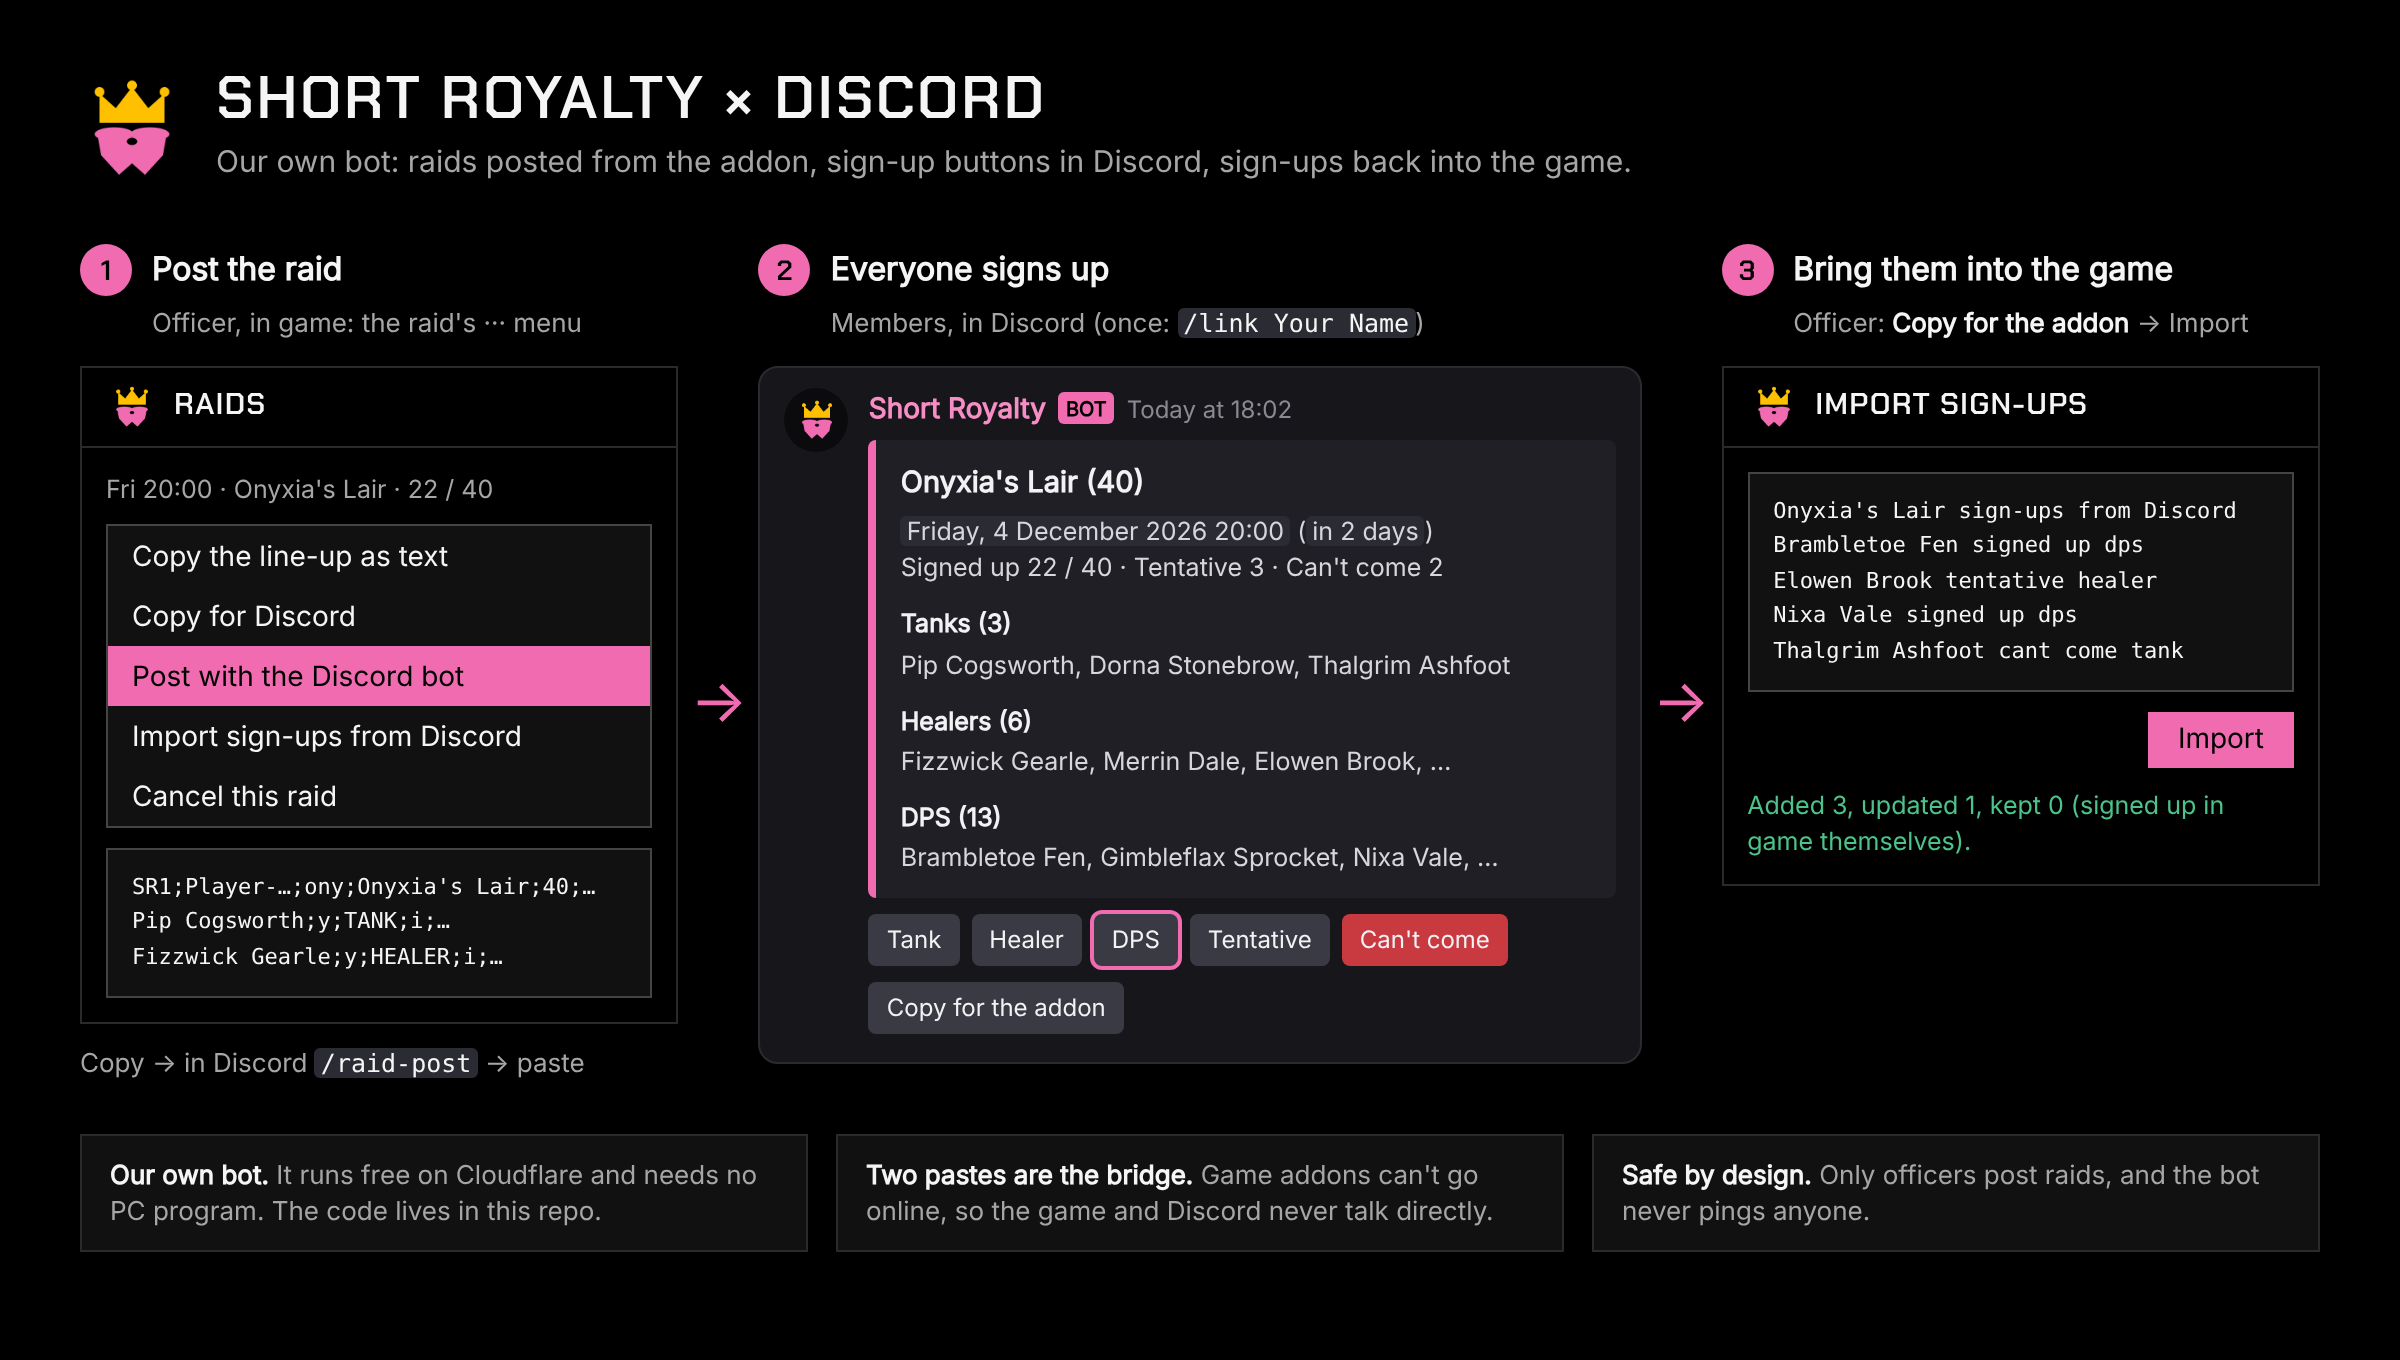 SHORT ROYALTY × DISCORD
Our own bot: raids posted from the addon, sign-up buttons in Discord, sign-ups back into the game.
1 Post the raid
Officer, in game: the raid's ··· menu
RAIDS
Fri 20:00 · Onyxia's Lair · 22 / 40
Copy the line-up as text
Copy for Discord
Post with the Discord bot
Import sign-ups from Discord
Cancel this raid
SR1;Player-…;ony;Onyxia's Lair;40;…
Pip Cogsworth;y;TANK;i;…
Fizzwick Gearle;y;HEALER;i;…
Copy → in Discord /raid-post → paste
2 Everyone signs up
Members, in Discord (once: /link Your Name)
Short Royalty BOT Today at 18:02
Onyxia's Lair (40)
Friday, 4 December 2026 20:00 (in 2 days)
Signed up 22 / 40 · Tentative 3 · Can't come 2
Tanks (3)
Pip Cogsworth, Dorna Stonebrow, Thalgrim Ashfoot
Healers (6)
Fizzwick Gearle, Merrin Dale, Elowen Brook, …
DPS (13)
Brambletoe Fen, Gimbleflax Sprocket, Nixa Vale, …
Tank Healer DPS Tentative Can't come
Copy for the addon
3 Bring them into the game
Officer: Copy for the addon → Import
IMPORT SIGN-UPS
Onyxia's Lair sign-ups from Discord
Brambletoe Fen signed up dps
Elowen Brook tentative healer
Nixa Vale signed up dps
Thalgrim Ashfoot cant come tank
Import
Added 3, updated 1, kept 0 (signed up in
game themselves).
Our own bot. It runs free on Cloudflare and needs no
PC program. The code lives in this repo.
Two pastes are the bridge. Game addons can't go
online, so the game and Discord never talk directly.
Safe by design. Only officers post raids, and the bot
never pings anyone.